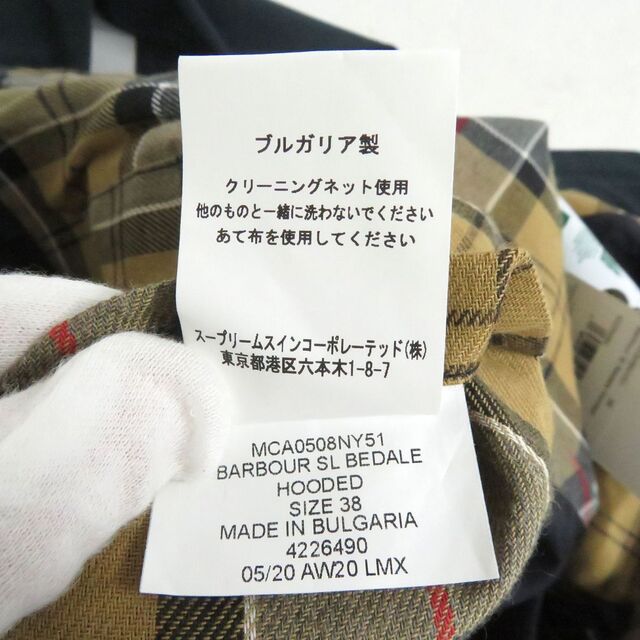 ブルガリア製
クリーニングネット使用
他のものと一緒に洗わないでください
あて布を使用してください
スープリームスインコーポレーテッド(株)
東京都港区六本木1-8-7
MCA0508NY51
BARBOUR SL BEDALE
HOODED
SIZE 38
MADE IN BULGARIA
4226490
05/20 AW20 LMX